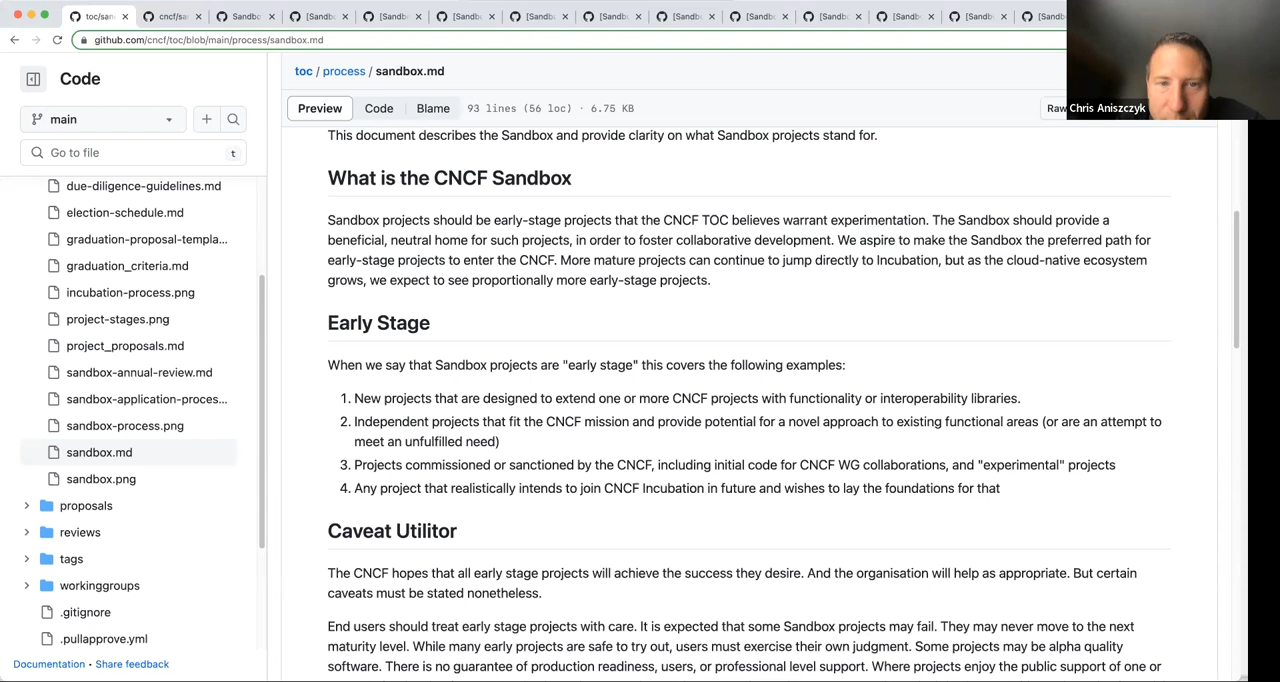 toc/san
cncf/sa
Sandbo
[Sandb
[Sandb
[Sandb
[Sandb
[Sandb
[Sandb
[Sandb
[Sandb
[Sandb
[Sandb
[Sandb
github.com/cncf/toc/blob/main/process/sandbox.md
Chris Aniszczyk
Code
main
Go to file
t
due-diligence-guidelines.md
election-schedule.md
graduation-proposal-templa...
graduation_criteria.md
incubation-process.png
project-stages.png
project_proposals.md
sandbox-annual-review.md
sandbox-application-proces...
sandbox-process.png
sandbox.md
sandbox.png
proposals
reviews
tags
workinggroups
.gitignore
.pullapprove.yml
Documentation • Share feedback
toc / process / sandbox.md
Preview Code Blame 93 lines (56 loc) · 6.75 KB Raw
This document describes the Sandbox and provide clarity on what Sandbox projects stand for.
What is the CNCF Sandbox
Sandbox projects should be early-stage projects that the CNCF TOC believes warrant experimentation. The Sandbox should provide a
beneficial, neutral home for such projects, in order to foster collaborative development. We aspire to make the Sandbox the preferred path for
early-stage projects to enter the CNCF. More mature projects can continue to jump directly to Incubation, but as the cloud-native ecosystem
grows, we expect to see proportionally more early-stage projects.
Early Stage
When we say that Sandbox projects are "early stage" this covers the following examples:
1. New projects that are designed to extend one or more CNCF projects with functionality or interoperability libraries.
2. Independent projects that fit the CNCF mission and provide potential for a novel approach to existing functional areas (or are an attempt to
meet an unfulfilled need)
3. Projects commissioned or sanctioned by the CNCF, including initial code for CNCF WG collaborations, and "experimental" projects
4. Any project that realistically intends to join CNCF Incubation in future and wishes to lay the foundations for that
Caveat Utilitor
The CNCF hopes that all early stage projects will achieve the success they desire. And the organisation will help as appropriate. But certain
caveats must be stated nonetheless.
End users should treat early stage projects with care. It is expected that some Sandbox projects may fail. They may never move to the next
maturity level. While many early projects are safe to try out, users must exercise their own judgment. Some projects may be alpha quality
software. There is no guarantee of production readiness, users, or professional level support. Where projects enjoy the public support of one or